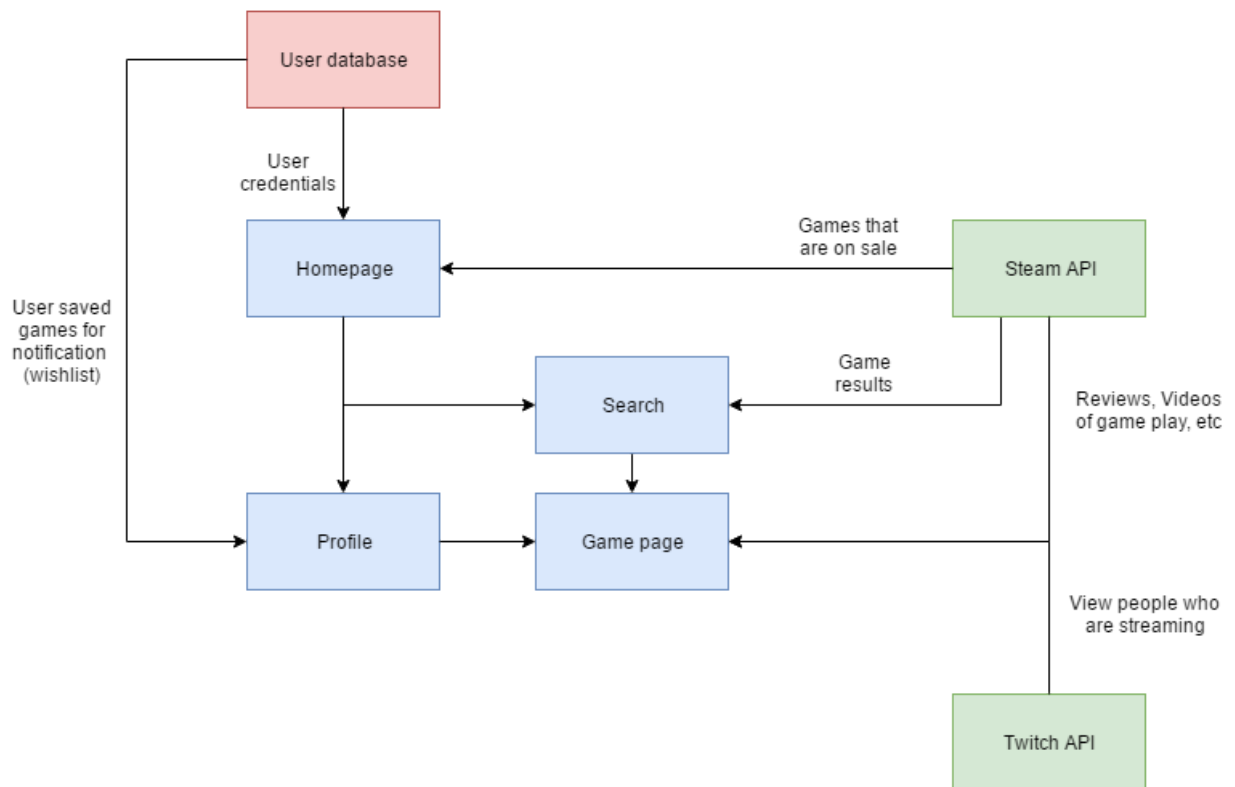 User database
User
credentials
Games that
are on sale
Homepage
Steam API
User saved
games for
notification
(wishlist)
Game
results
Search
Reviews, Videos
of game play, etc
Profile
Game page
View people who
are streaming
Twitch API